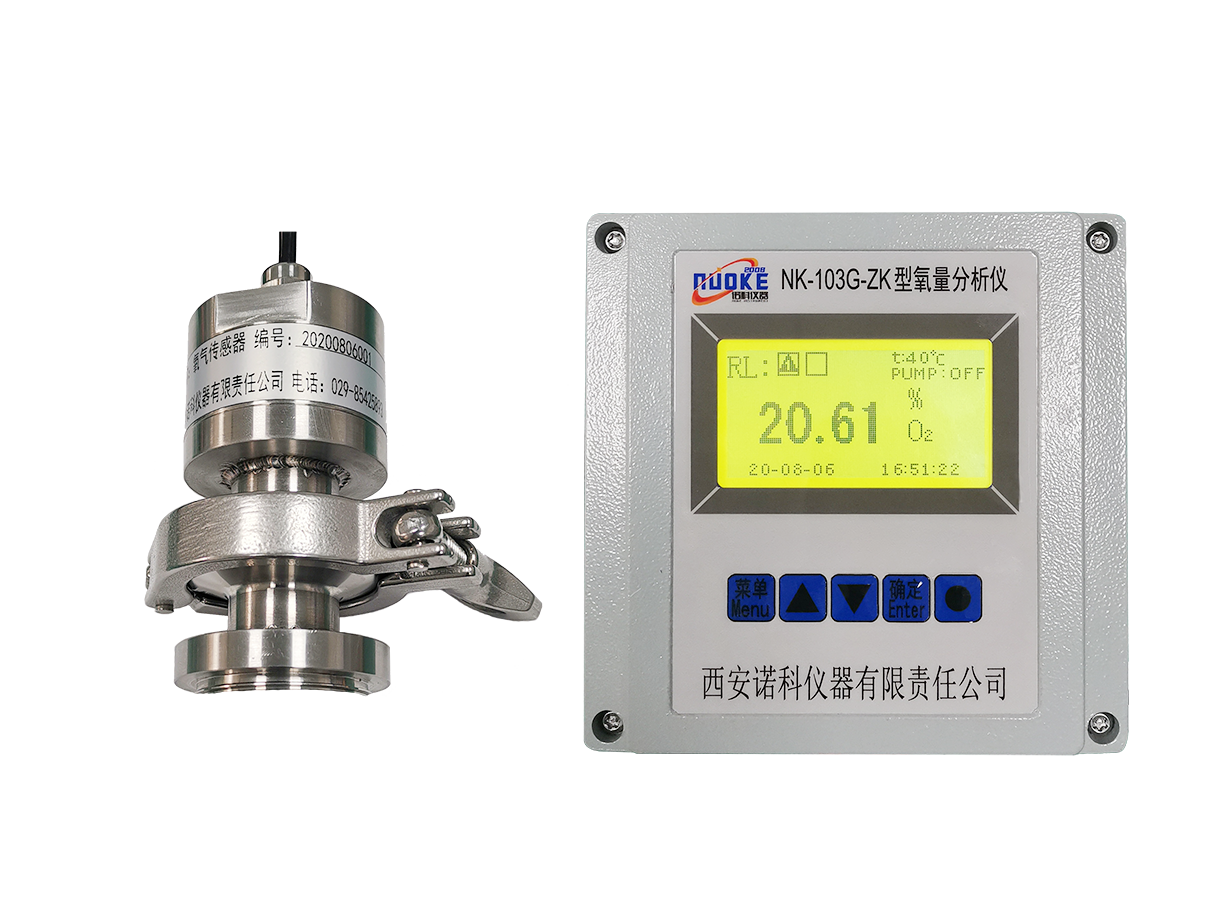 氧气传感器 编号: 20200806001
科仪器有限责任公司 电话: 029-8542589
2008
NUOKE
诺科仪器
NK-103G-ZK型氧量分析仪
RL:
t:40℃
PUMP:OFF
20.61 %
O₂
20-08-06 16:51:22
菜单
Menu
确定
Enter
西安诺科仪器有限责任公司